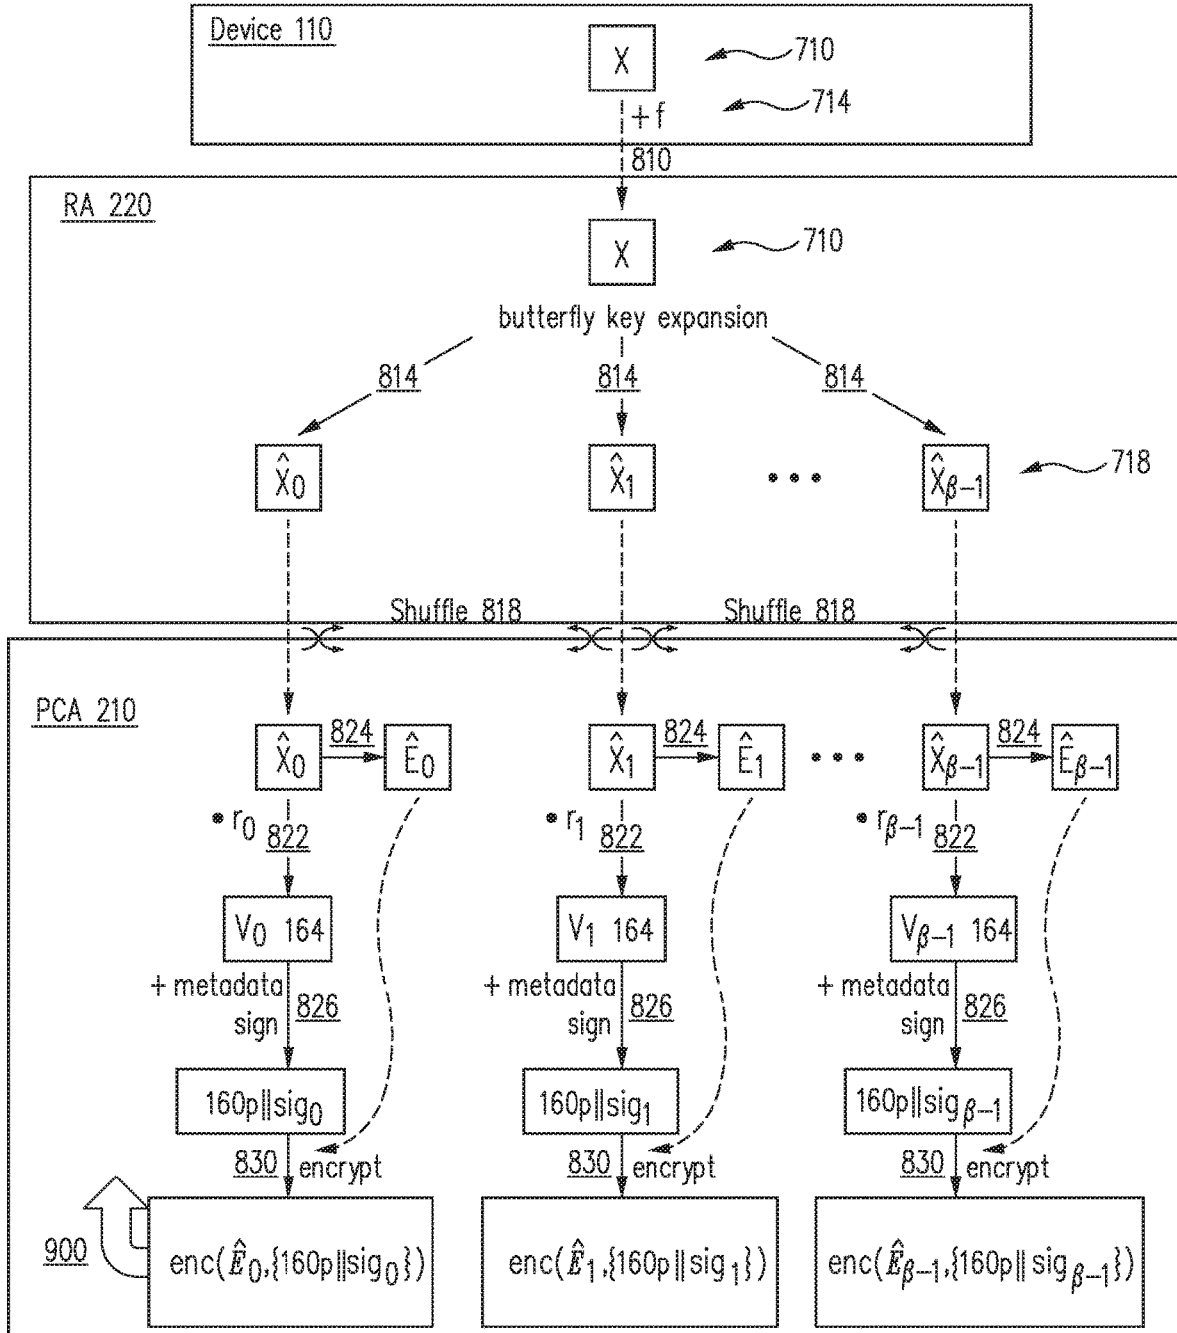 Device 110
X
710
+ f
714
810
RA 220
X
710
butterfly key expansion
814 814 814
X̂0 X̂1 ••• X̂β−1 718
Shuffle 818 Shuffle 818
PCA 210
X̂0 824 Ê0 X̂1 824 Ê1 ••• X̂β−1 824 Êβ−1
• r0 822 • r1 822 • rβ−1 822
V0 164 V1 164 Vβ−1 164
+ metadata + metadata + metadata
sign 826 sign 826 sign 826
160p||sig0 160p||sig1 160p||sigβ−1
830 encrypt 830 encrypt 830 encrypt
900
enc(Ê0,{160p||sig0}) enc(Ê1,{160p||sig1}) enc(Êβ−1,{160p||sigβ−1})